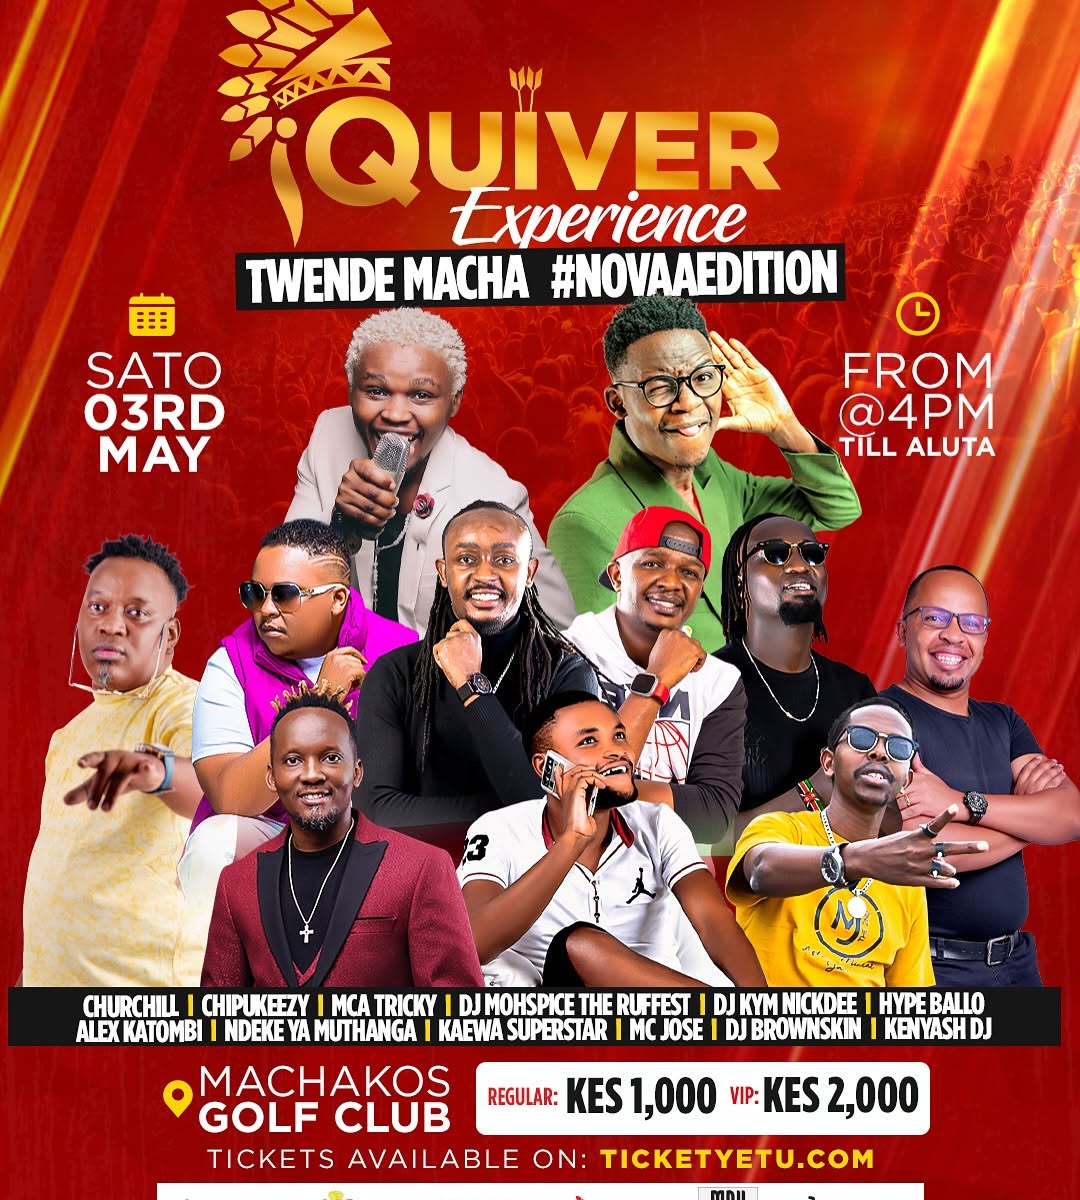 QUIVER
Experience
TWENDE MACHA #NOVAAEDITION
SATO
03RD
MAY
FROM
@4PM
TILL ALUTA
CHURCHILL | CHIPUKEEZY | MCA TRICKY | DJ MOHSPICE THE RUFFEST | DJ KYM NICKDEE | HYPE BALLO
ALEX KATOMBI | NDEKE YA MUTHANGA | KAEWA SUPERSTAR | MC JOSE | DJ BROWNSKIN | KENYASH DJ
MACHAKOS
GOLF CLUB
REGULAR: KES 1,000 VIP: KES 2,000
TICKETS AVAILABLE ON: TICKETYETU.COM